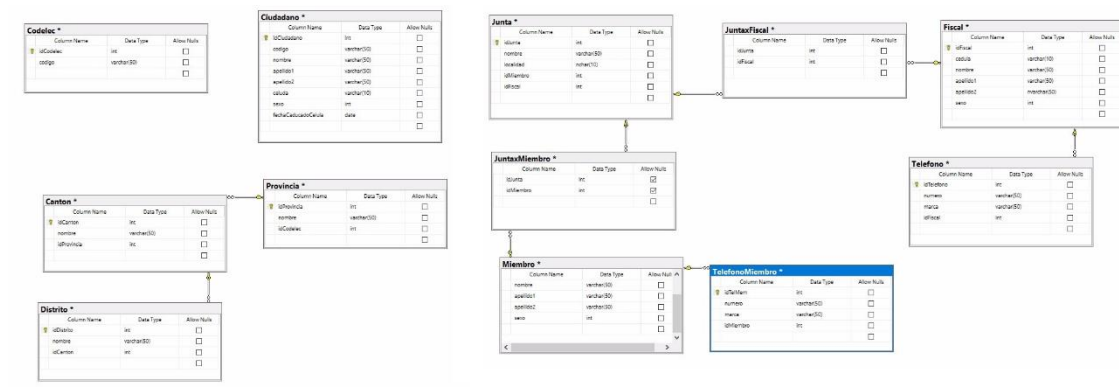 Codelec *
Column Name Data Type Allow Nulls
idCodelec int
codigo varchar(50)
Ciudadano *
Column Name Data Type Allow Nulls
idCiudadano int
codigo varchar(50)
nombre varchar(50)
apellido1 varchar(50)
apellido2 varchar(50)
celuda varchar(10)
sexo int
fechaCaducadoCelula date
Canton *
Column Name Data Type Allow Nulls
idCanton int
nombre varchar(50)
idProvincia int
Provincia *
Column Name Data Type Allow Nulls
idProvincia int
nombre varchar(50)
idCodelec int
Distrito *
Column Name Data Type Allow Nulls
idDistrito int
nombre varchar(50)
idCanton int
Junta *
Column Name Data Type Allow Nulls
idJunta int
nombre varchar(50)
localidad nchar(10)
idMiembro int
idFiscal int
JuntaxFiscal *
Column Name Data Type Allow Nulls
idJunta int
idFiscal int
Fiscal *
Column Name Data Type Allow Nulls
idFiscal int
cedula varchar(10)
nombre varchar(50)
apellido1 varchar(50)
apellido2 nvarchar(50)
sexo int
JuntaxMiembro *
Column Name Data Type Allow Nulls
idJunta int
idMiembro int
Telefono *
Column Name Data Type Allow Nulls
idTelefono int
numero varchar(50)
marca varchar(50)
idFiscal int
Miembro *
Column Name Data Type Allow Null
nombre varchar(50)
apellido1 varchar(50)
apellido2 varchar(50)
sexo int
TelefonoMiembro *
Column Name Data Type Allow Nulls
idTelMem int
numero varchar(50)
marca varchar(50)
idMiembro int